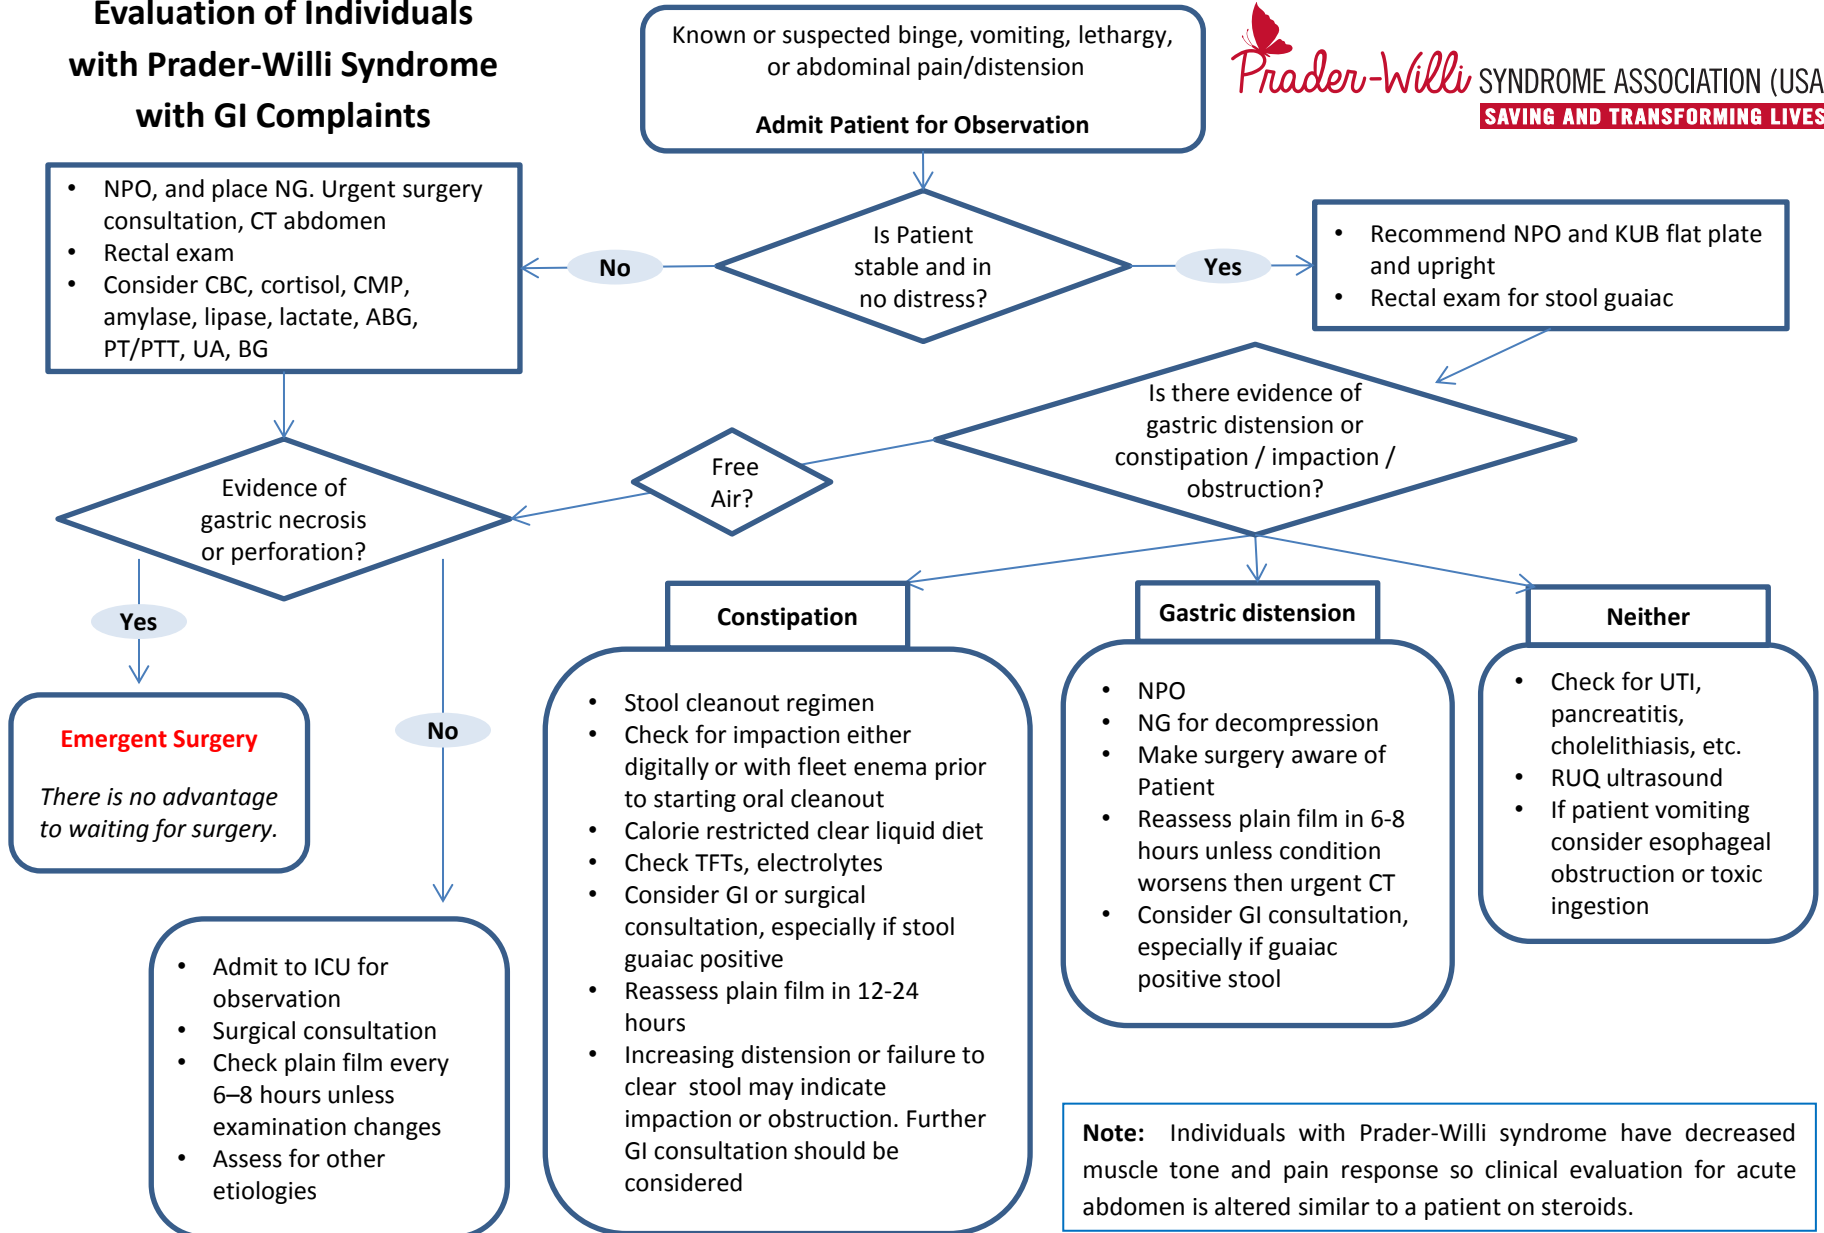 Evaluation of Individuals
with Prader-Willi Syndrome
with GI Complaints
Known or suspected binge, vomiting, lethargy,
or abdominal pain/distension
Admit Patient for Observation
Prader-Willi SYNDROME ASSOCIATION (USA
SAVING AND TRANSFORMING LIVES
• NPO, and place NG. Urgent surgery
consultation, CT abdomen
• Rectal exam
• Consider CBC, cortisol, CMP,
amylase, lipase, lactate, ABG,
PT/PTT, UA, BG
No
Is Patient
stable and in
no distress?
Yes
• Recommend NPO and KUB flat plate
and upright
• Rectal exam for stool guaiac
Is there evidence of
gastric distension or
constipation / impaction /
obstruction?
Free
Air?
Evidence of
gastric necrosis
or perforation?
Yes
Emergent Surgery
There is no advantage
to waiting for surgery.
No
• Admit to ICU for
observation
• Surgical consultation
• Check plain film every
6–8 hours unless
examination changes
• Assess for other
etiologies
Constipation
• Stool cleanout regimen
• Check for impaction either
digitally or with fleet enema prior
to starting oral cleanout
• Calorie restricted clear liquid diet
• Check TFTs, electrolytes
• Consider GI or surgical
consultation, especially if stool
guaiac positive
• Reassess plain film in 12-24
hours
• Increasing distension or failure to
clear stool may indicate
impaction or obstruction. Further
GI consultation should be
considered
Gastric distension
• NPO
• NG for decompression
• Make surgery aware of
Patient
• Reassess plain film in 6-8
hours unless condition
worsens then urgent CT
• Consider GI consultation,
especially if guaiac
positive stool
Neither
• Check for UTI,
pancreatitis,
cholelithiasis, etc.
• RUQ ultrasound
• If patient vomiting
consider esophageal
obstruction or toxic
ingestion
Note: Individuals with Prader-Willi syndrome have decreased
muscle tone and pain response so clinical evaluation for acute
abdomen is altered similar to a patient on steroids.